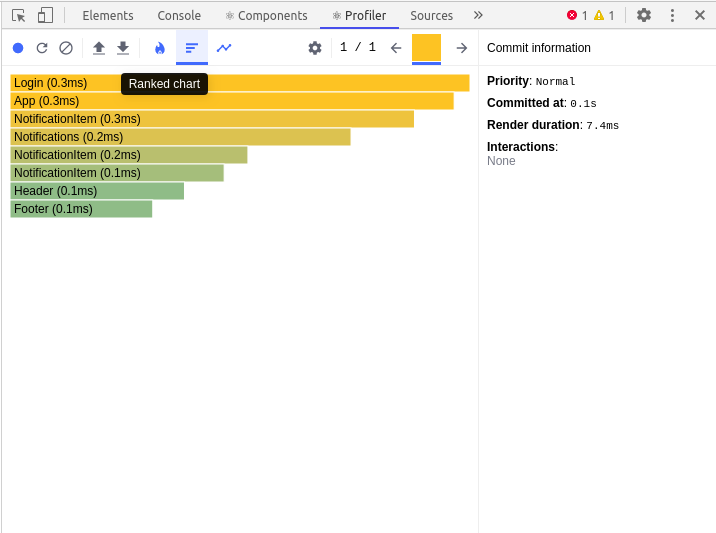 Elements Console Components Profiler Sources 1 1
1 / 1
Commit information
Ranked chart
Login (0.3ms)
App (0.3ms)
NotificationItem (0.3ms)
Notifications (0.2ms)
NotificationItem (0.2ms)
NotificationItem (0.1ms)
Header (0.1ms)
Footer (0.1ms)
Priority: Normal
Committed at: 0.1s
Render duration: 7.4ms
Interactions:
None